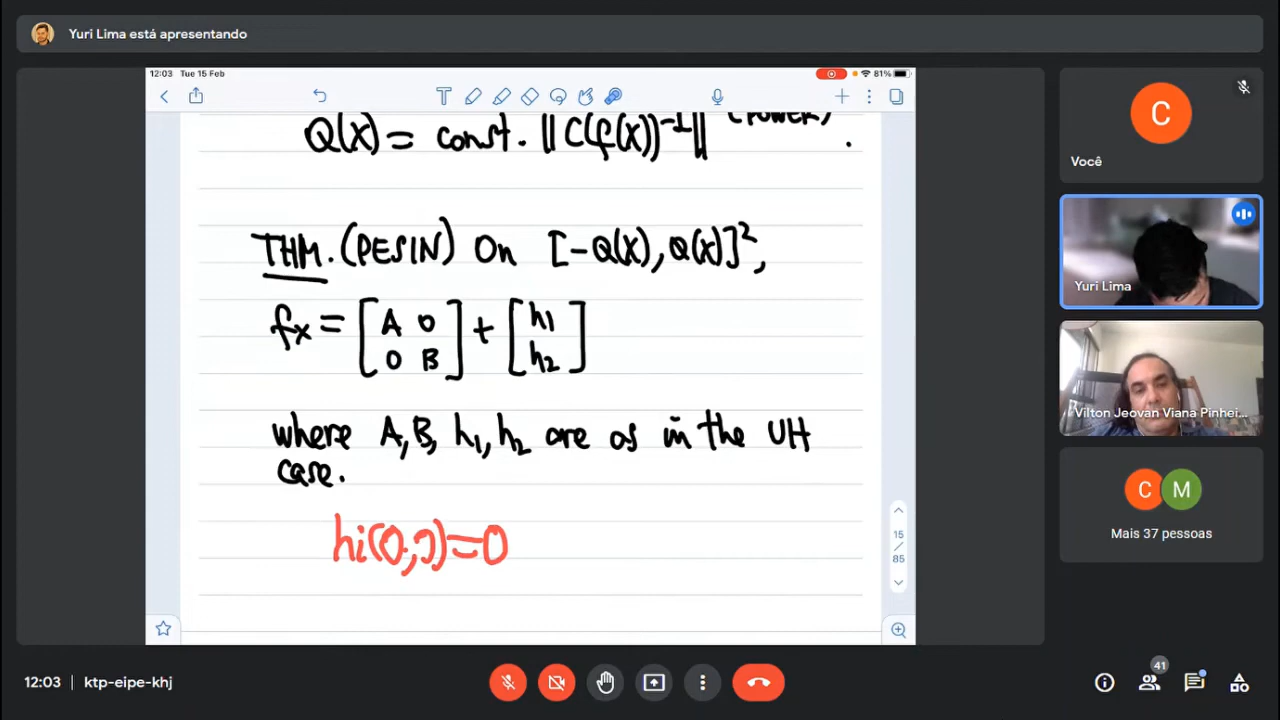 Yuri Lima está apresentando
12:03 Tue 15 Feb
81%
(POWER)
Q(x) = const. ||C(f(x))⁻¹|| .
THM. (PESIN) On [-Q(x), Q(x)]²,
fx = [A 0 0 B] + [h1 h2]
where A, B, h1, h2 are as in the UH
case.
hi(0,0)=0
15
/
85
C
Você
Yuri Lima
Vilton Jeovan Viana Pinhei...
C M
Mais 37 pessoas
12:03 | ktp-eipe-khj
41